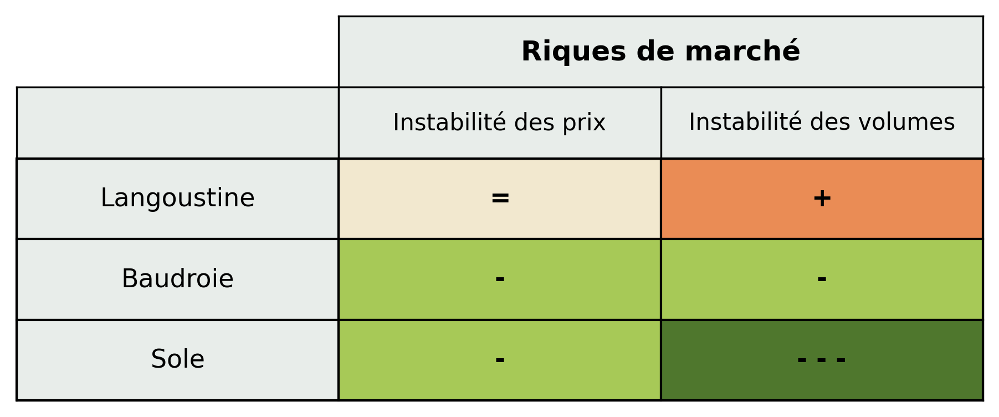 Riques de marché
Instabilité des prix Instabilité des volumes
Langoustine = +
Baudroie - -
Sole - - - -